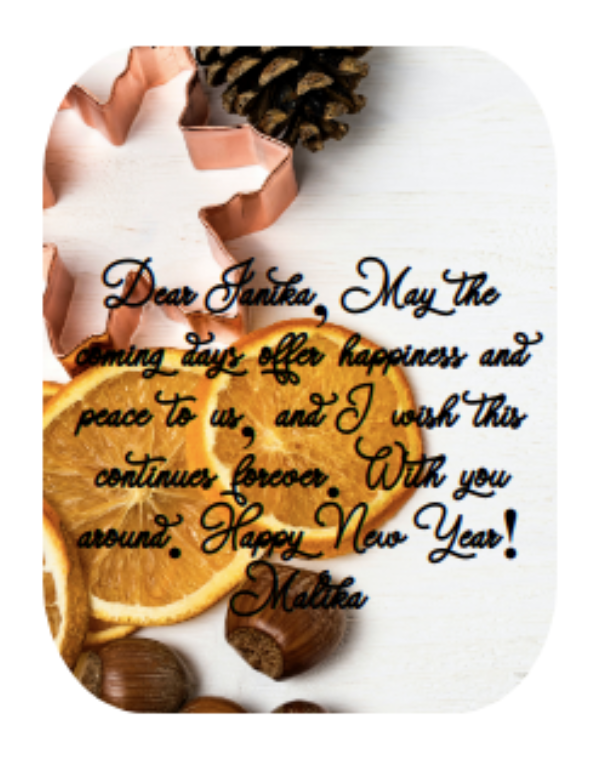 Dear Janika, May the
coming days offer happiness and
peace to us, and I wish this
continues forever. With you
around. Happy New Year!
Malika